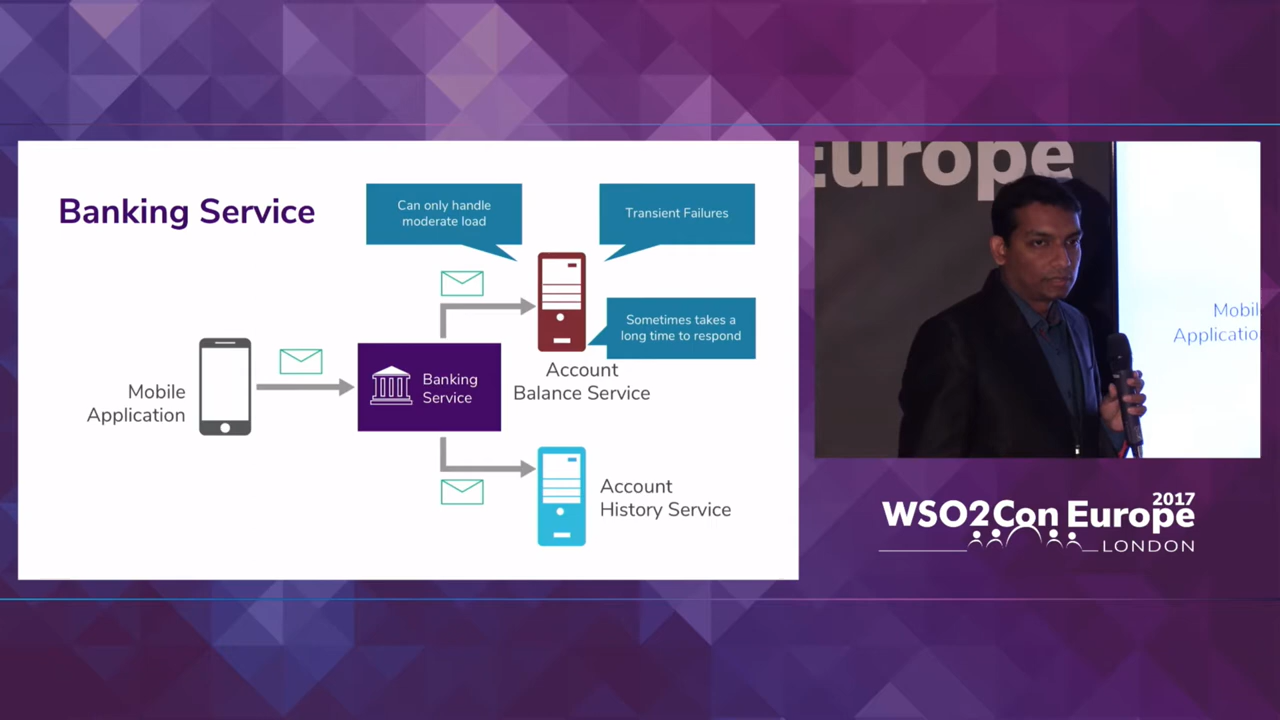 Banking Service
Can only handle
moderate load
Transient Failures
Sometimes takes a
long time to respond
Mobile
Application
Banking
Service
Account
Balance Service
Account
History Service
Europe
Mobil
Applicatio
WSO2Con Europe
2017
LONDON